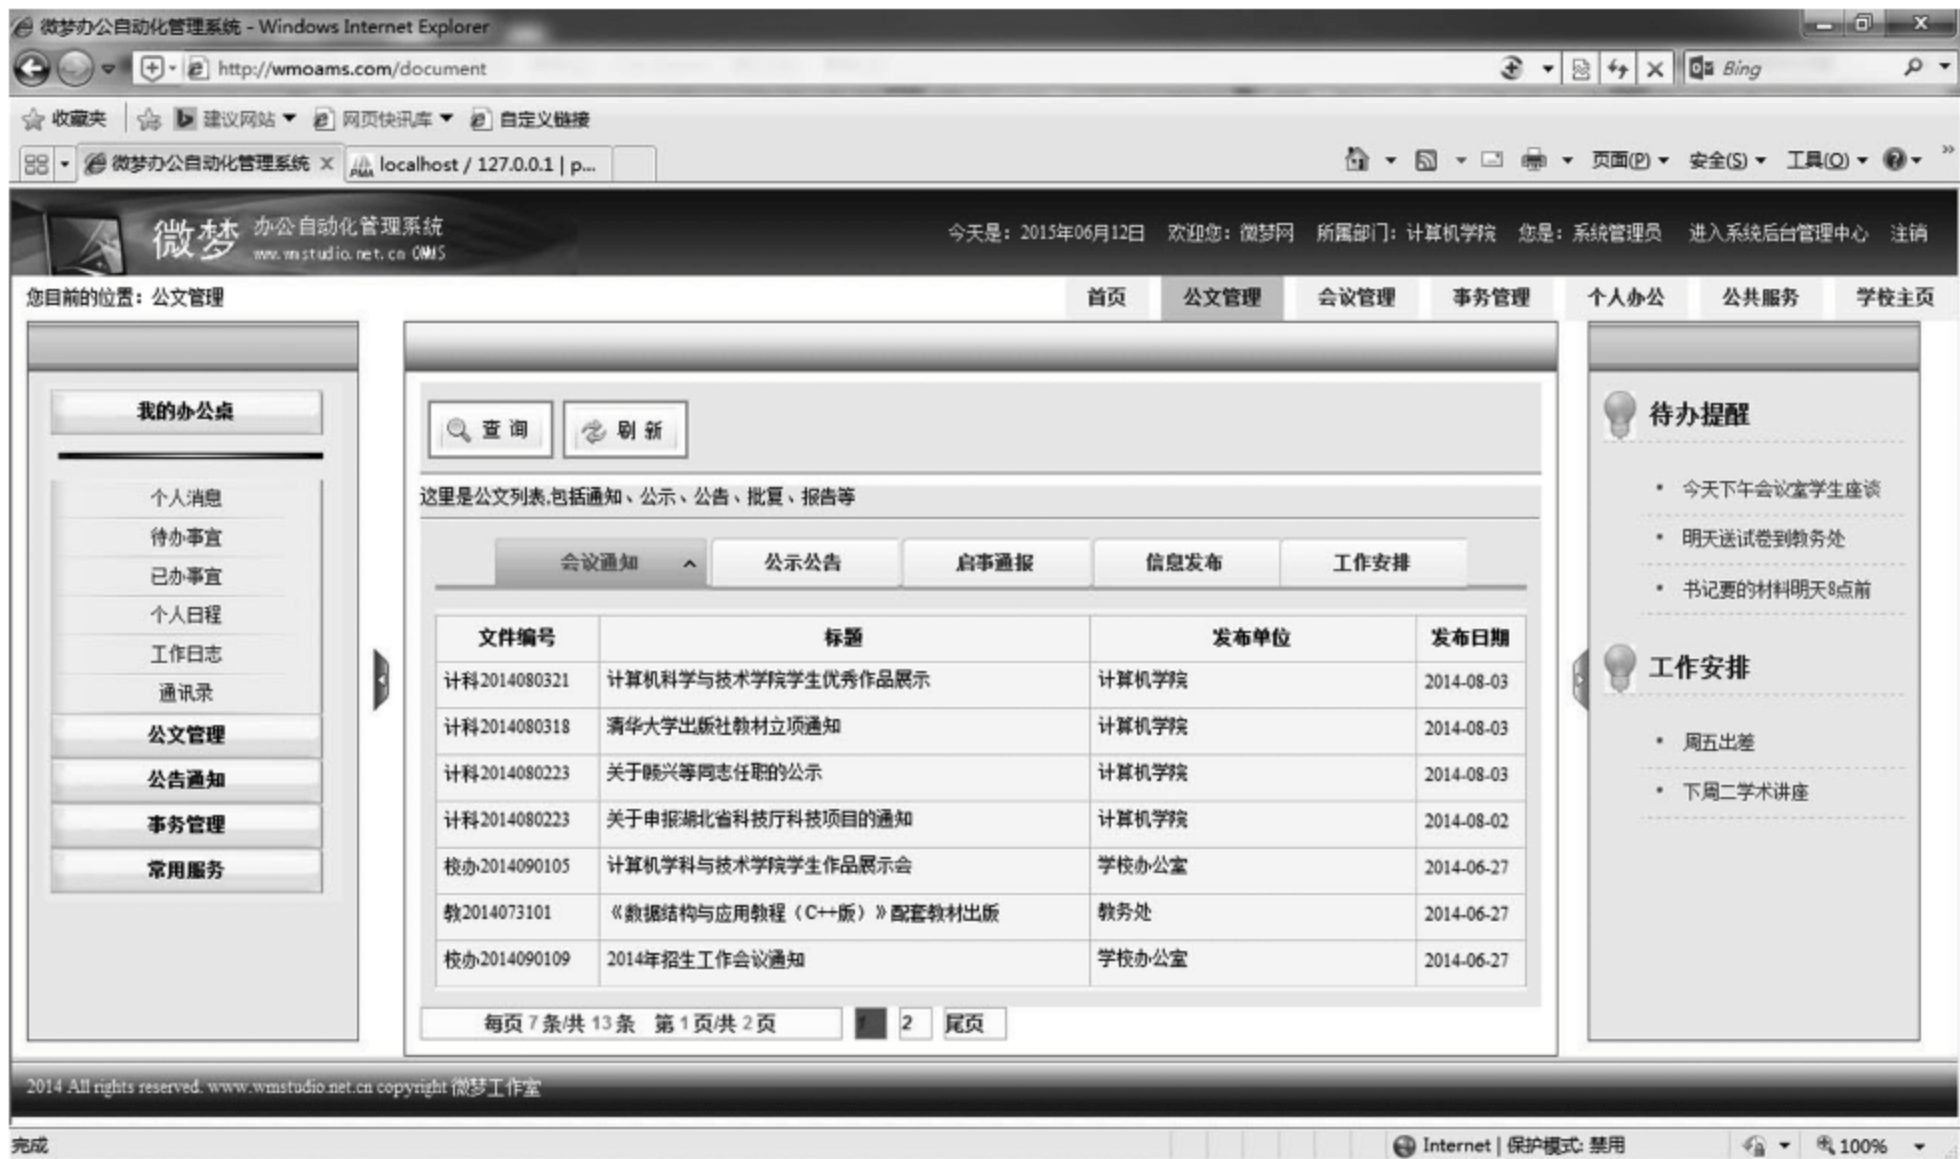 微梦办公自动化管理系统 - Windows Internet Explorer
http://wmoams.com/document
Bing
收藏夹 建议网站 网页快讯库 自定义链接
微梦办公自动化管理系统 localhost / 127.0.0.1 | p...
页面(P) 安全(S) 工具(O)
微梦 办公自动化管理系统
www.wmstudio.net.cn OMMS
今天是：2015年06月12日 欢迎您：微梦网 所属部门：计算机学院 您是：系统管理员 进入系统后台管理中心 注销
您目前的位置：公文管理
首页 公文管理 会议管理 事务管理 个人办公 公共服务 学校主页
我的办公桌
个人消息
待办事宜
已办事宜
个人日程
工作日志
通讯录
公文管理
公告通知
事务管理
常用服务
查询 刷新
这里是公文列表,包括通知、公示、公告、批复、报告等
会议通知 公示公告 启事通报 信息发布 工作安排
文件编号 标题 发布单位 发布日期
计科2014080321 计算机科学与技术学院学生优秀作品展示 计算机学院 2014-08-03
计科2014080318 清华大学出版社教材立项通知 计算机学院 2014-08-03
计科2014080223 关于顾兴等同志任职的公示 计算机学院 2014-08-03
计科2014080223 关于申报湖北省科技厅科技项目的通知 计算机学院 2014-08-02
校办2014090105 计算机学科与技术学院学生作品展示会 学校办公室 2014-06-27
教2014073101 《数据结构与应用教程（C++版）》配套教材出版 教务处 2014-06-27
校办2014090109 2014年招生工作会议通知 学校办公室 2014-06-27
每页 7 条/共 13 条 第 1 页/共 2 页 1 2 尾页
待办提醒
今天下午会议室学生座谈
明天送试卷到教务处
书记要的材料明天8点前
工作安排
周五出差
下周二学术讲座
2014 All rights reserved. www.wmstudio.net.cn copyright 微梦工作室
完成
Internet | 保护模式: 禁用
100%